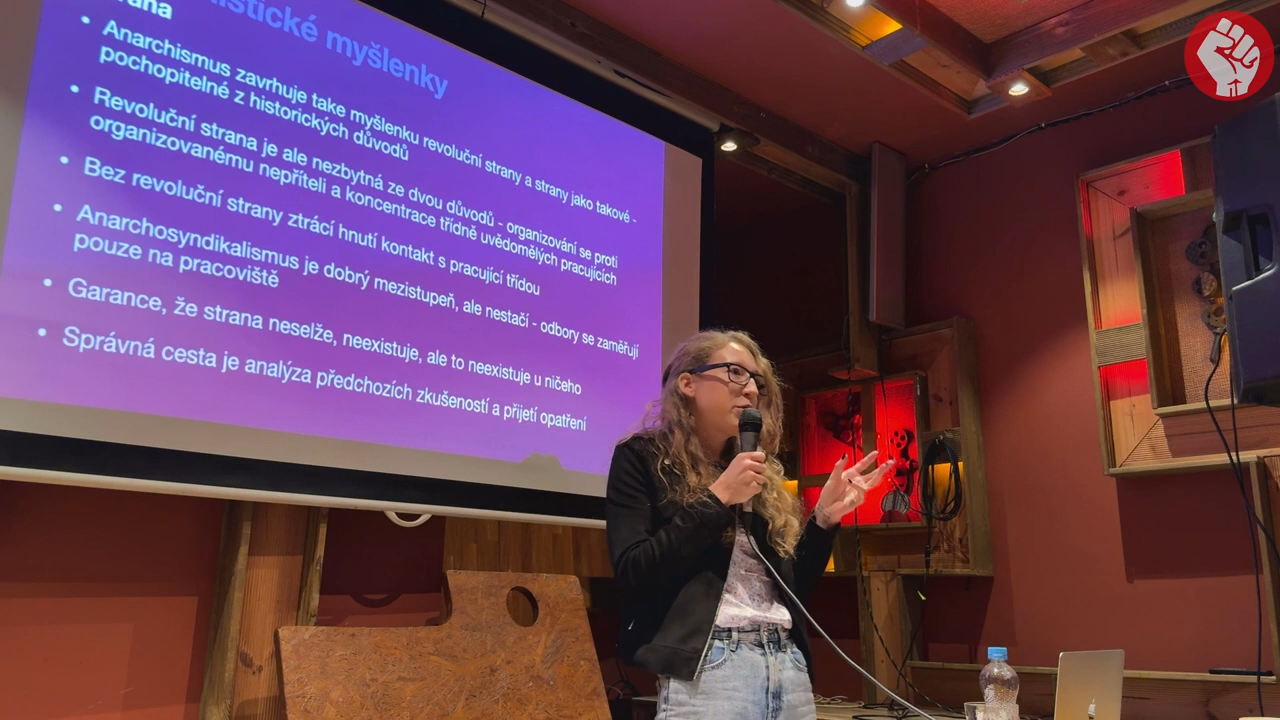 istické myšlenky
rana
Anarchismus zavrhuje take myšlenku revoluční strany a strany jako takové -
pochopitelné z historických důvodů
Revoluční strana je ale nezbytná ze dvou důvodů - organizování se proti
organizovanému nepříteli a koncentrace třídně uvědomělých pracujících
Bez revoluční strany ztrácí hnutí kontakt s pracující třídou
Anarchosyndikalismus je dobrý mezistupeň, ale nestačí - odbory se zaměřují
pouze na pracoviště
Garance, že strana neselže, neexistuje, ale to neexistuje u ničeho
Správná cesta je analýza předchozích zkušeností a přijetí opatření